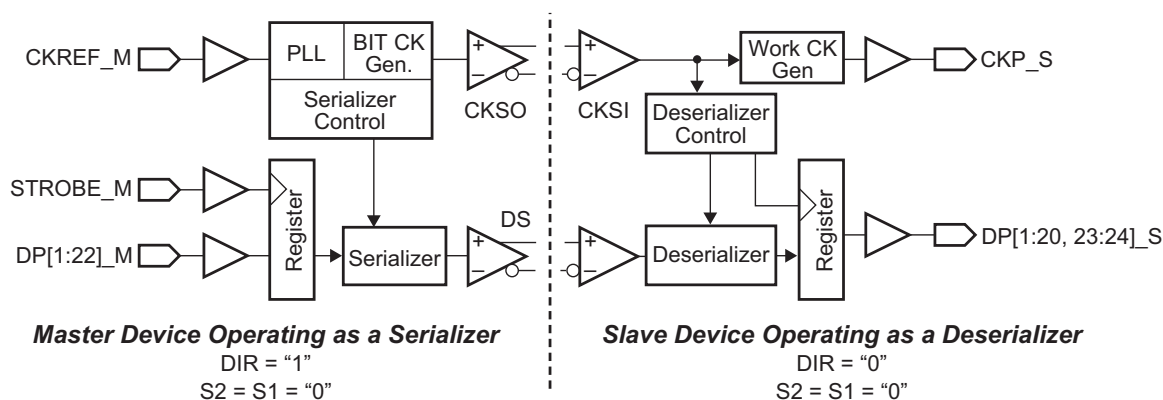 CKREF_M
PLL
BIT CK
Gen.
Serializer
Control
+
−
CKSO
STROBE_M
DP[1:22]_M
Register
Serializer
+
−
DS
+
−
CKSI
Work CK
Gen
CKP_S
Deserializer
Control
+
−
Deserializer
Register
DP[1:20, 23:24]_S
Master Device Operating as a Serializer
DIR = “1”
S2 = S1 = “0”
Slave Device Operating as a Deserializer
DIR = “0”
S2 = S1 = “0”